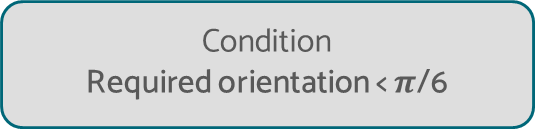 Condition
Required orientation < π/6